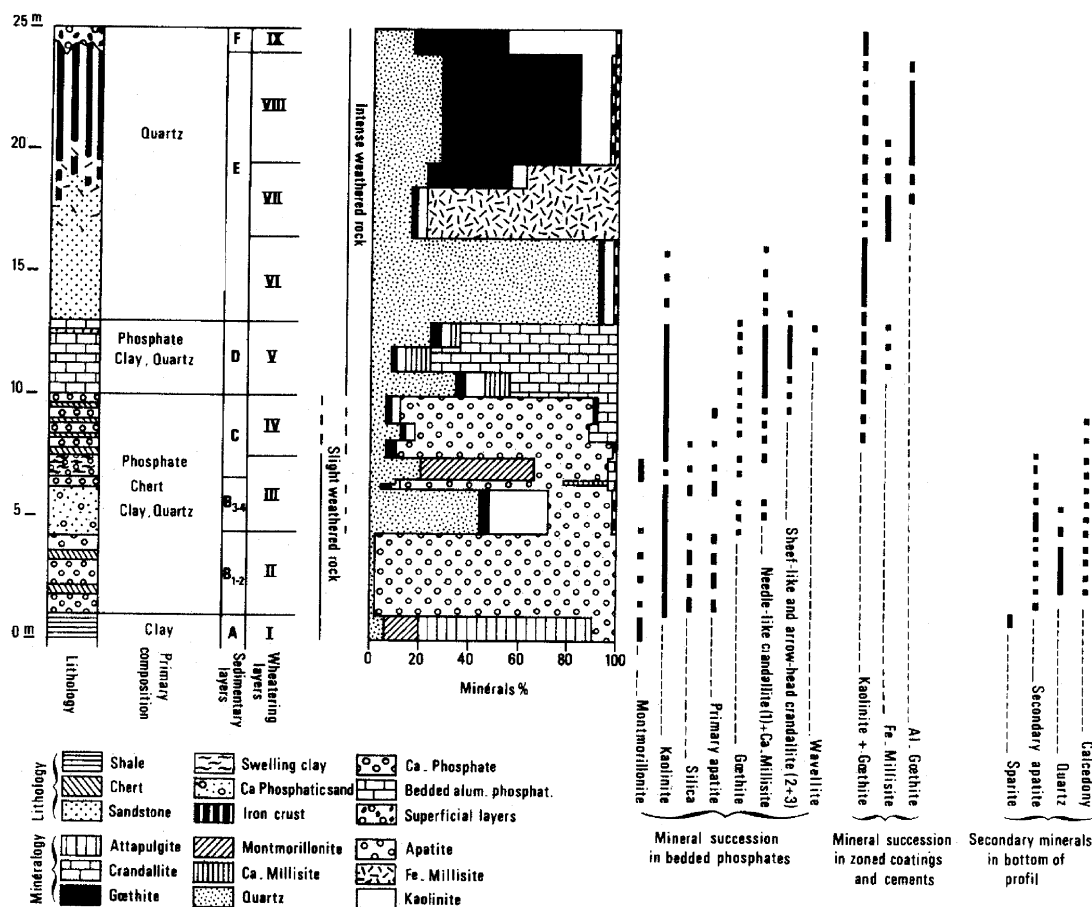 25 m
20
15
10
5
0 m
Lithology
Quartz
Phosphate
Clay, Quartz
Phosphate
Chert
Clay, Quartz
Clay
Primary
composition
F
E
D
C
B3-4
B1-2
A
Sedimentary
layers
IX
VIII
VII
VI
V
IV
III
II
I
Wheatering
layers
Intense weathered rock
Slight weathered rock
0 20 40 60 80 100
Minérals %
Montmorillonite
Kaolinite
Silica
Primary apatite
Gœthite
Needle-like crandallite (1)+Ca. Millisite
Sheef-like and arrow-head crandallite (2+3)
Wavellite
Mineral succession
in bedded phosphates
Kaolinite + Gœthite
Fe. Millisite
Al. Gœthite
Mineral succession
in zoned coatings
and cements
Sparite
Secondary apatite
Quartz
Calcedony
Secondary minerals
in bottom of
profil
Lithology
Shale
Chert
Sandstone
Swelling clay
Ca Phosphatic sand
Iron crust
Ca. Phosphate
Bedded alum. phosphat.
Superficial layers
Minéralogy
Attapulgite
Crandallite
Gœthite
Montmorillonite
Ca. Millisite
Quartz
Apatite
Fe. Millisite
Kaolinite